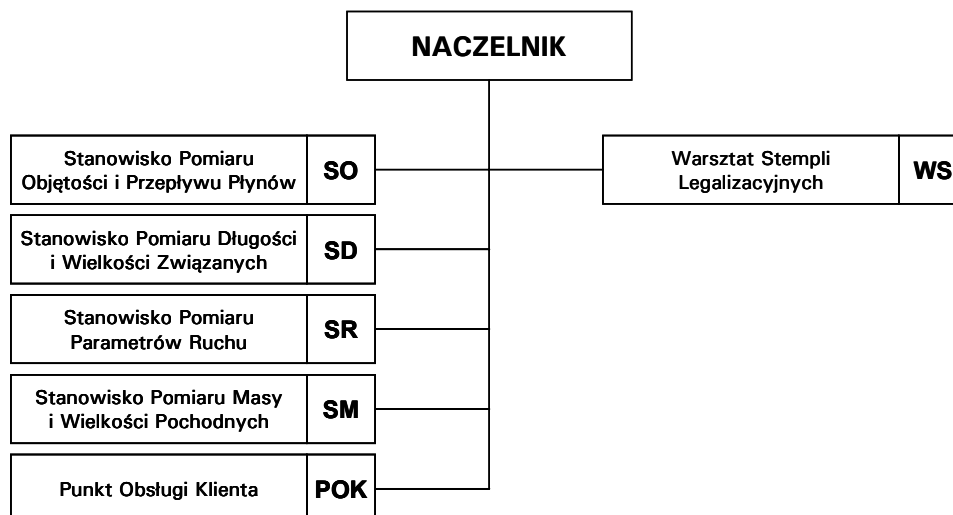 NACZELNIK
Stanowisko Pomiaru
Objętości i Przepływu Płynów
SO
Warsztat Stempli
Legalizacyjnych
WS
Stanowisko Pomiaru Długości
i Wielkości Związanych
SD
Stanowisko Pomiaru
Parametrów Ruchu
SR
Stanowisko Pomiaru Masy
i Wielkości Pochodnych
SM
Punkt Obsługi Klienta
POK